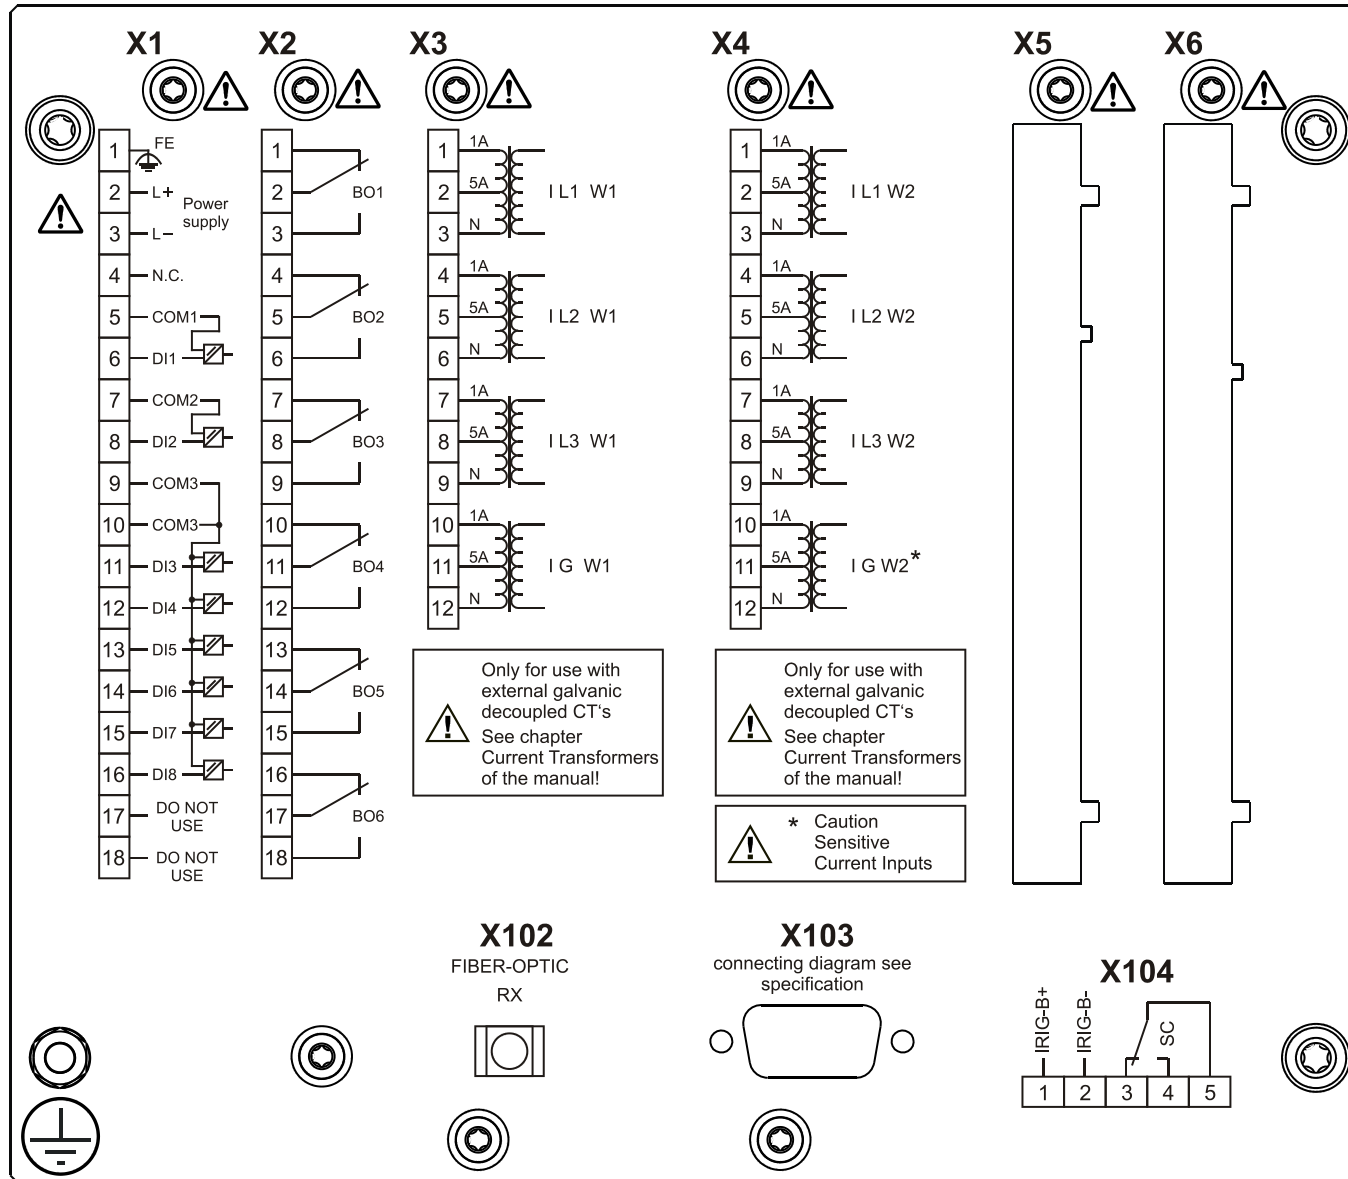 X1 X2 X3 X4 X5 X6
1 FE
2 L+
Power
supply
3 L-
4 N.C.
5 COM1
6 DI1
7 COM2
8 DI2
9 COM3
10 COM3
11 DI3
12 DI4
13 DI5
14 DI6
15 DI7
16 DI8
17 DO NOT
USE
18 DO NOT
USE
1
2 BO1
3
4
5 BO2
6
7
8 BO3
9
10
11 BO4
12
13
14 BO5
15
16
17 BO6
18
1 1A
2 5A I L1 W1
3 N
4 1A
5 5A I L2 W1
6 N
7 1A
8 5A I L3 W1
9 N
10 1A
11 5A I G W1
12 N
Only for use with
external galvanic
decoupled CT's
See chapter
Current Transformers
of the manual!
1 1A
2 5A I L1 W2
3 N
4 1A
5 5A I L2 W2
6 N
7 1A
8 5A I L3 W2
9 N
10 1A
11 5A I G W2*
12 N
Only for use with
external galvanic
decoupled CT's
See chapter
Current Transformers
of the manual!
* Caution
Sensitive
Current Inputs
X102
FIBER-OPTIC
RX
X103
connecting diagram see
specification
X104
IRIG-B+
IRIG-B-
SC
1 2 3 4 5